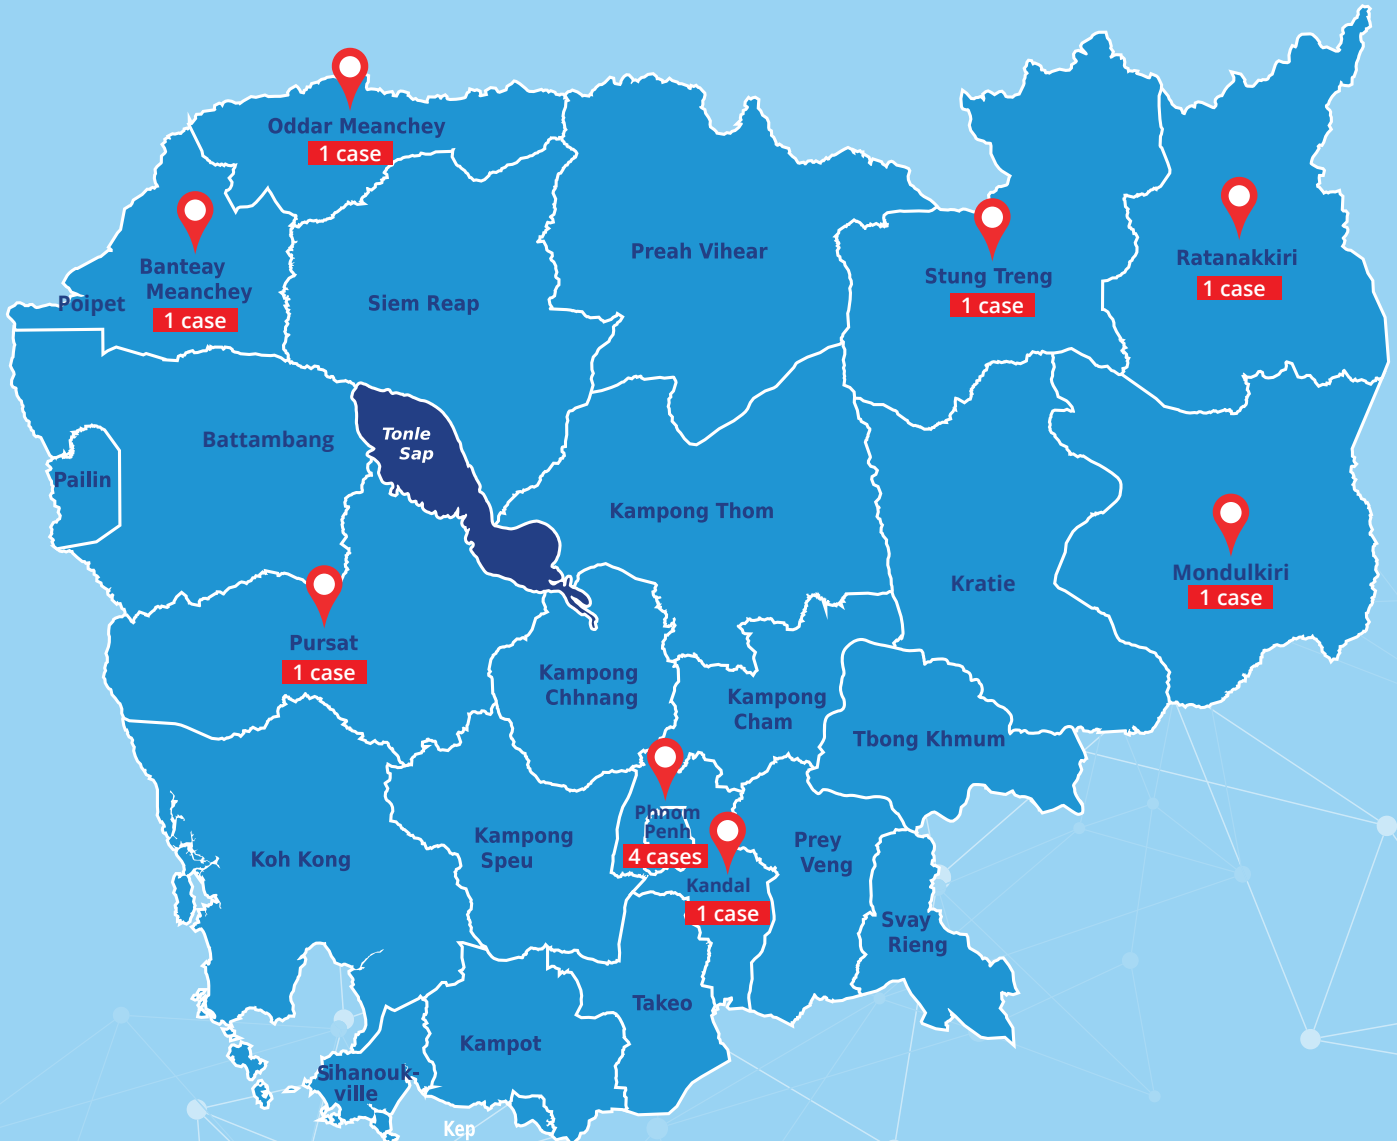 Oddar Meanchey
1 case
Banteay
Meanchey
1 case
Poipet
Siem Reap
Preah Vihear
Stung Treng
1 case
Ratanakkiri
1 case
Battambang
Tonle
Sap
Pailin
Kampong Thom
Kratie
Mondulkiri
1 case
Pursat
1 case
Kampong
Chhnang
Kampong
Cham
Tbong Khmum
Koh Kong
Kampong
Speu
Phnom
Penh
4 cases
Kandal
1 case
Prey
Veng
Svay
Rieng
Takeo
Kampot
Sihanouk-
ville
Kep